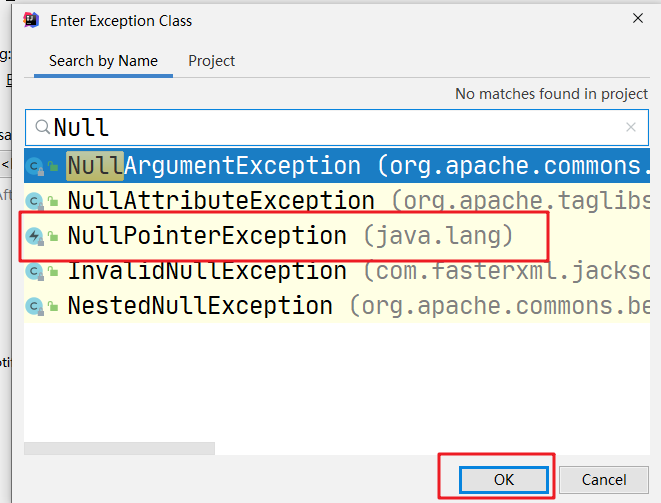 Enter Exception Class
Search by Name Project
No matches found in project
Null
NullArgumentException (org.apache.commons.
NullAttributeException (org.apache.taglibs
NullPointerException (java.lang)
InvalidNullException (com.fasterxml.jackso
NestedNullException (org.apache.commons.be
OK Cancel